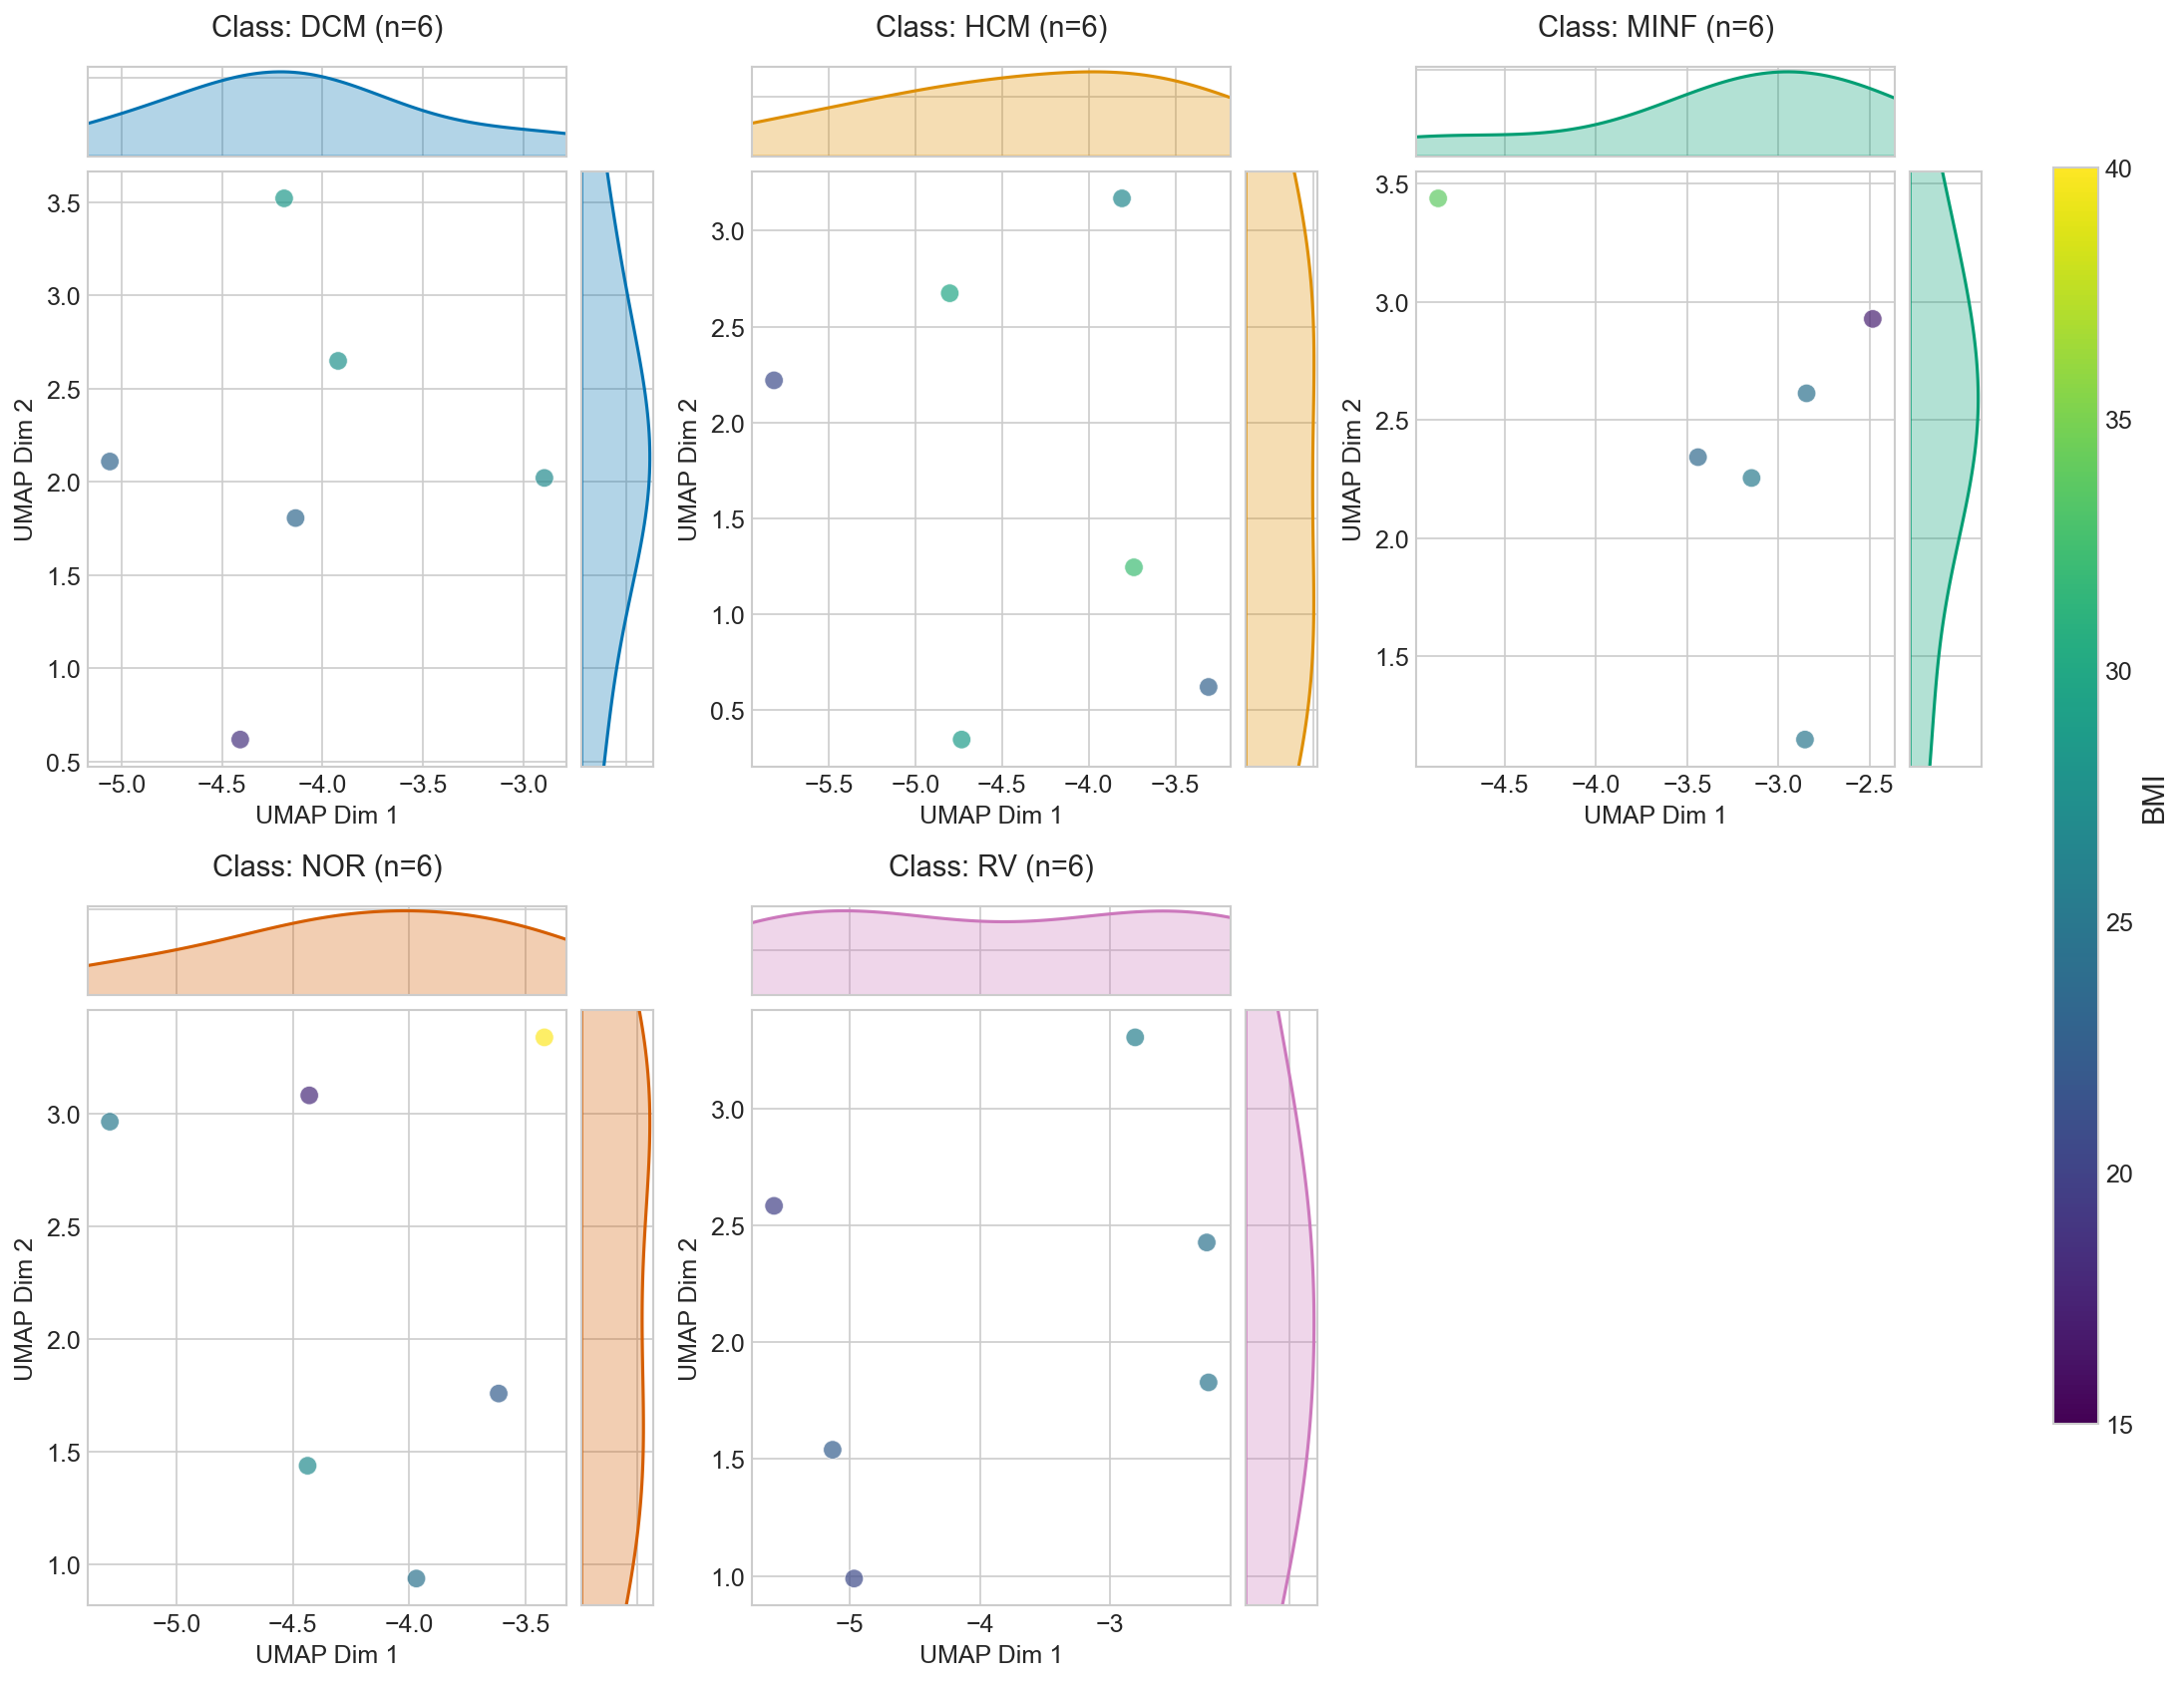 Class: DCM (n=6)
Class: HCM (n=6)
Class: MINF (n=6)
3.5
3.0
2.5
2.0
1.5
1.0
0.5
UMAP Dim 2
−5.0 −4.5 −4.0 −3.5 −3.0
UMAP Dim 1
3.0
2.5
2.0
1.5
1.0
0.5
UMAP Dim 2
−5.5 −5.0 −4.5 −4.0 −3.5
UMAP Dim 1
3.5
3.0
2.5
2.0
1.5
UMAP Dim 2
−4.5 −4.0 −3.5 −3.0 −2.5
UMAP Dim 1
40
35
30
25
20
15
BMI
Class: NOR (n=6)
Class: RV (n=6)
3.0
2.5
2.0
1.5
1.0
UMAP Dim 2
−5.0 −4.5 −4.0 −3.5
UMAP Dim 1
3.0
2.5
2.0
1.5
1.0
UMAP Dim 2
−5 −4 −3
UMAP Dim 1